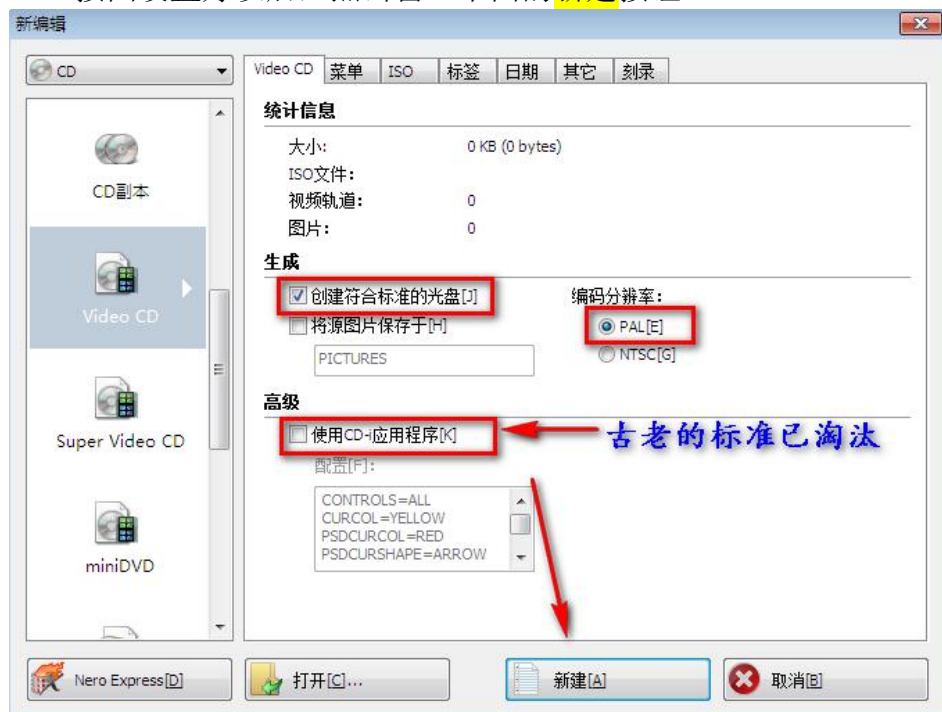 新建
新编辑
CD
Video CD 菜单 ISO 标签 日期 其它 刻录
CD副本
Video CD
Super Video CD
miniDVD
统计信息
大小: 0 KB (0 bytes)
ISO文件:
视频轨道: 0
图片: 0
生成
创建符合标准的光盘[J]
将源图片保存于[H]
PICTURES
编码分辨率:
PAL[E]
NTSC[G]
高级
使用CD-i应用程序[K]
古老的标准已淘汰
配置[F]:
CONTROLS=ALL
CURCOL=YELLOW
PSDCURCOL=RED
PSDCURSHAPE=ARROW
Nero Express[D] 打开[C]... 新建[A] 取消[B]